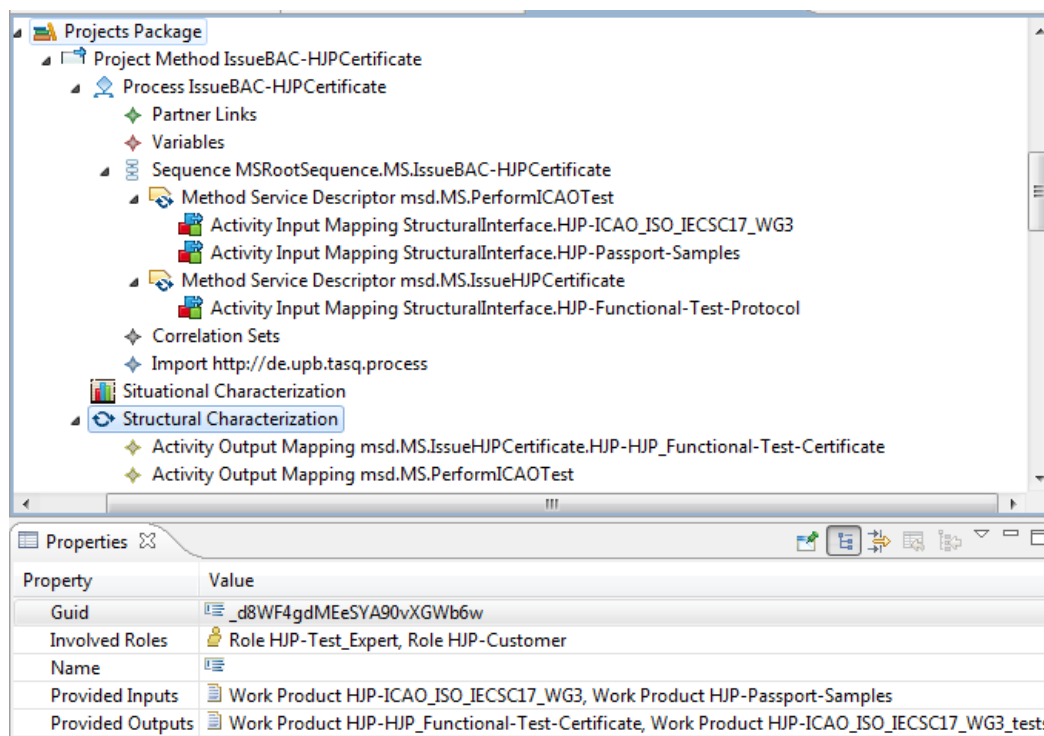 Projects Package
Project Method IssueBAC-HJPCertificate
Process IssueBAC-HJPCertificate
Partner Links
Variables
Sequence MSRootSequence.MS.IssueBAC-HJPCertificate
Method Service Descriptor msd.MS.PerformICAOTest
Activity Input Mapping StructuralInterface.HJP-ICAO_ISO_IECSC17_WG3
Activity Input Mapping StructuralInterface.HJP-Passport-Samples
Method Service Descriptor msd.MS.IssueHJPCertificate
Activity Input Mapping StructuralInterface.HJP-Functional-Test-Protocol
Correlation Sets
Import http://de.upb.tasq.process
Situational Characterization
Structural Characterization
Activity Output Mapping msd.MS.IssueHJPCertificate.HJP-HJP_Functional-Test-Certificate
Activity Output Mapping msd.MS.PerformICAOTest
Properties
Property Value
Guid _d8WF4gdMEeSYA90vXGWb6w
Involved Roles Role HJP-Test_Expert, Role HJP-Customer
Name
Provided Inputs Work Product HJP-ICAO_ISO_IECSC17_WG3, Work Product HJP-Passport-Samples
Provided Outputs Work Product HJP-HJP_Functional-Test-Certificate, Work Product HJP-ICAO_ISO_IECSC17_WG3_tests